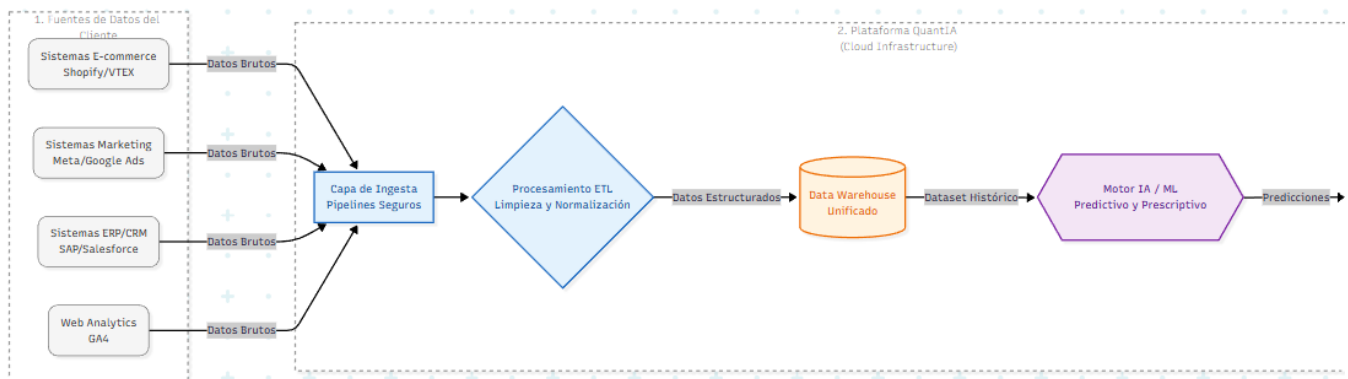 1. Fuentes de Datos del
Cliente
2. Plataforma QuantIA
(Cloud Infrastructure)
Sistemas E-commerce
Shopify/VTEX
Datos Brutos
Sistemas Marketing
Meta/Google Ads
Datos Brutos
Sistemas ERP/CRM
SAP/Salesforce
Datos Brutos
Web Analytics
GA4
Datos Brutos
Capa de Ingesta
Pipelines Seguros
Procesamiento ETL
Limpieza y Normalización
Datos Estructurados
Data Warehouse
Unificado
Dataset Histórico
Motor IA / ML
Predictivo y Prescriptivo
Predicciones